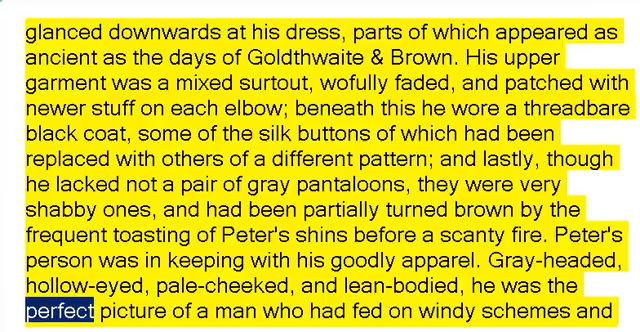 glanced downwards at his dress, parts of which appeared as
ancient as the days of Goldthwaite & Brown. His upper
garment was a mixed surtout, wofully faded, and patched with
newer stuff on each elbow; beneath this he wore a threadbare
black coat, some of the silk buttons of which had been
replaced with others of a different pattern; and lastly, though
he lacked not a pair of gray pantaloons, they were very
shabby ones, and had been partially turned brown by the
frequent toasting of Peter's shins before a scanty fire. Peter's
person was in keeping with his goodly apparel. Gray-headed,
hollow-eyed, pale-cheeked, and lean-bodied, he was the
perfect picture of a man who had fed on windy schemes and